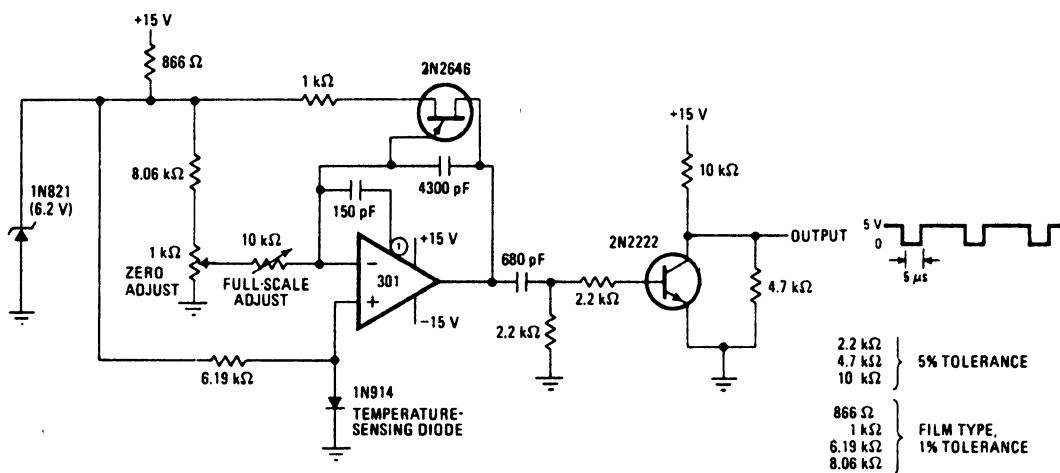 +15 V
866 Ω
1 kΩ
2N2646
+15 V
10 kΩ
8.06 kΩ
4300 pF
1N821
(6.2 V)
150 pF
1 kΩ
ZERO
ADJUST
10 kΩ
FULL-SCALE
ADJUST
1
+15 V
−
301
+
−15 V
680 pF
2.2 kΩ
2.2 kΩ
2N2222
OUTPUT
4.7 kΩ
5 V
0
5 μs
6.19 kΩ
1N914
TEMPERATURE-
SENSING DIODE
2.2 kΩ
4.7 kΩ
10 kΩ
5% TOLERANCE
866 Ω
1 kΩ
6.19 kΩ
8.06 kΩ
FILM TYPE,
1% TOLERANCE